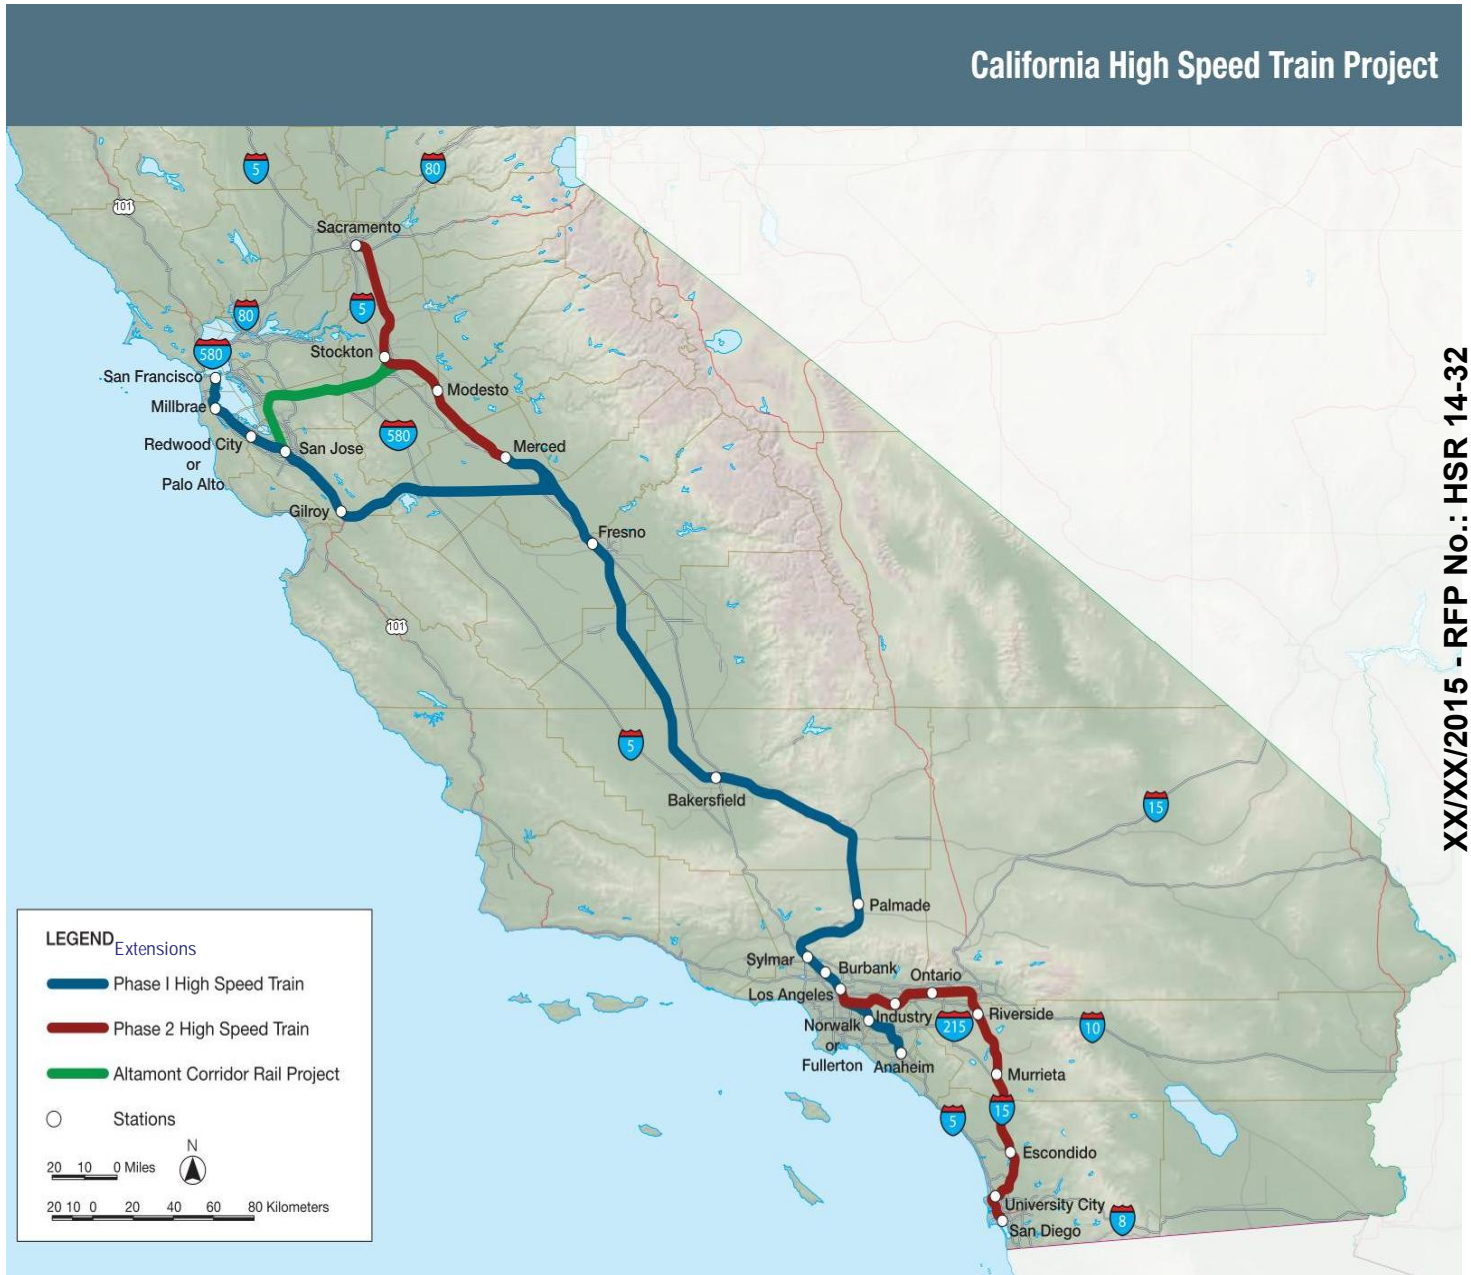 California High Speed Train Project
5
80
101
Sacramento
80
5
580
Stockton
San Francisco
Modesto
Millbrae
580
Redwood City
or
Palo Alto
San Jose
Merced
Gilroy
Fresno
101
5
Bakersfield
15
Palmade
Sylmar
Burbank
Ontario
Los Angeles
Industry
215
Riverside
10
Norwalk
or
Fullerton
Anaheim
Murrieta
5
15
Escondido
University City
8
San Diego
LEGEND
Extensions
Phase I High Speed Train
Phase 2 High Speed Train
Altamont Corridor Rail Project
Stations
N
20 10 0 Miles
20 10 0 20 40 60 80 Kilometers
XX/XX/2015 - RFP No.: HSR 14-32